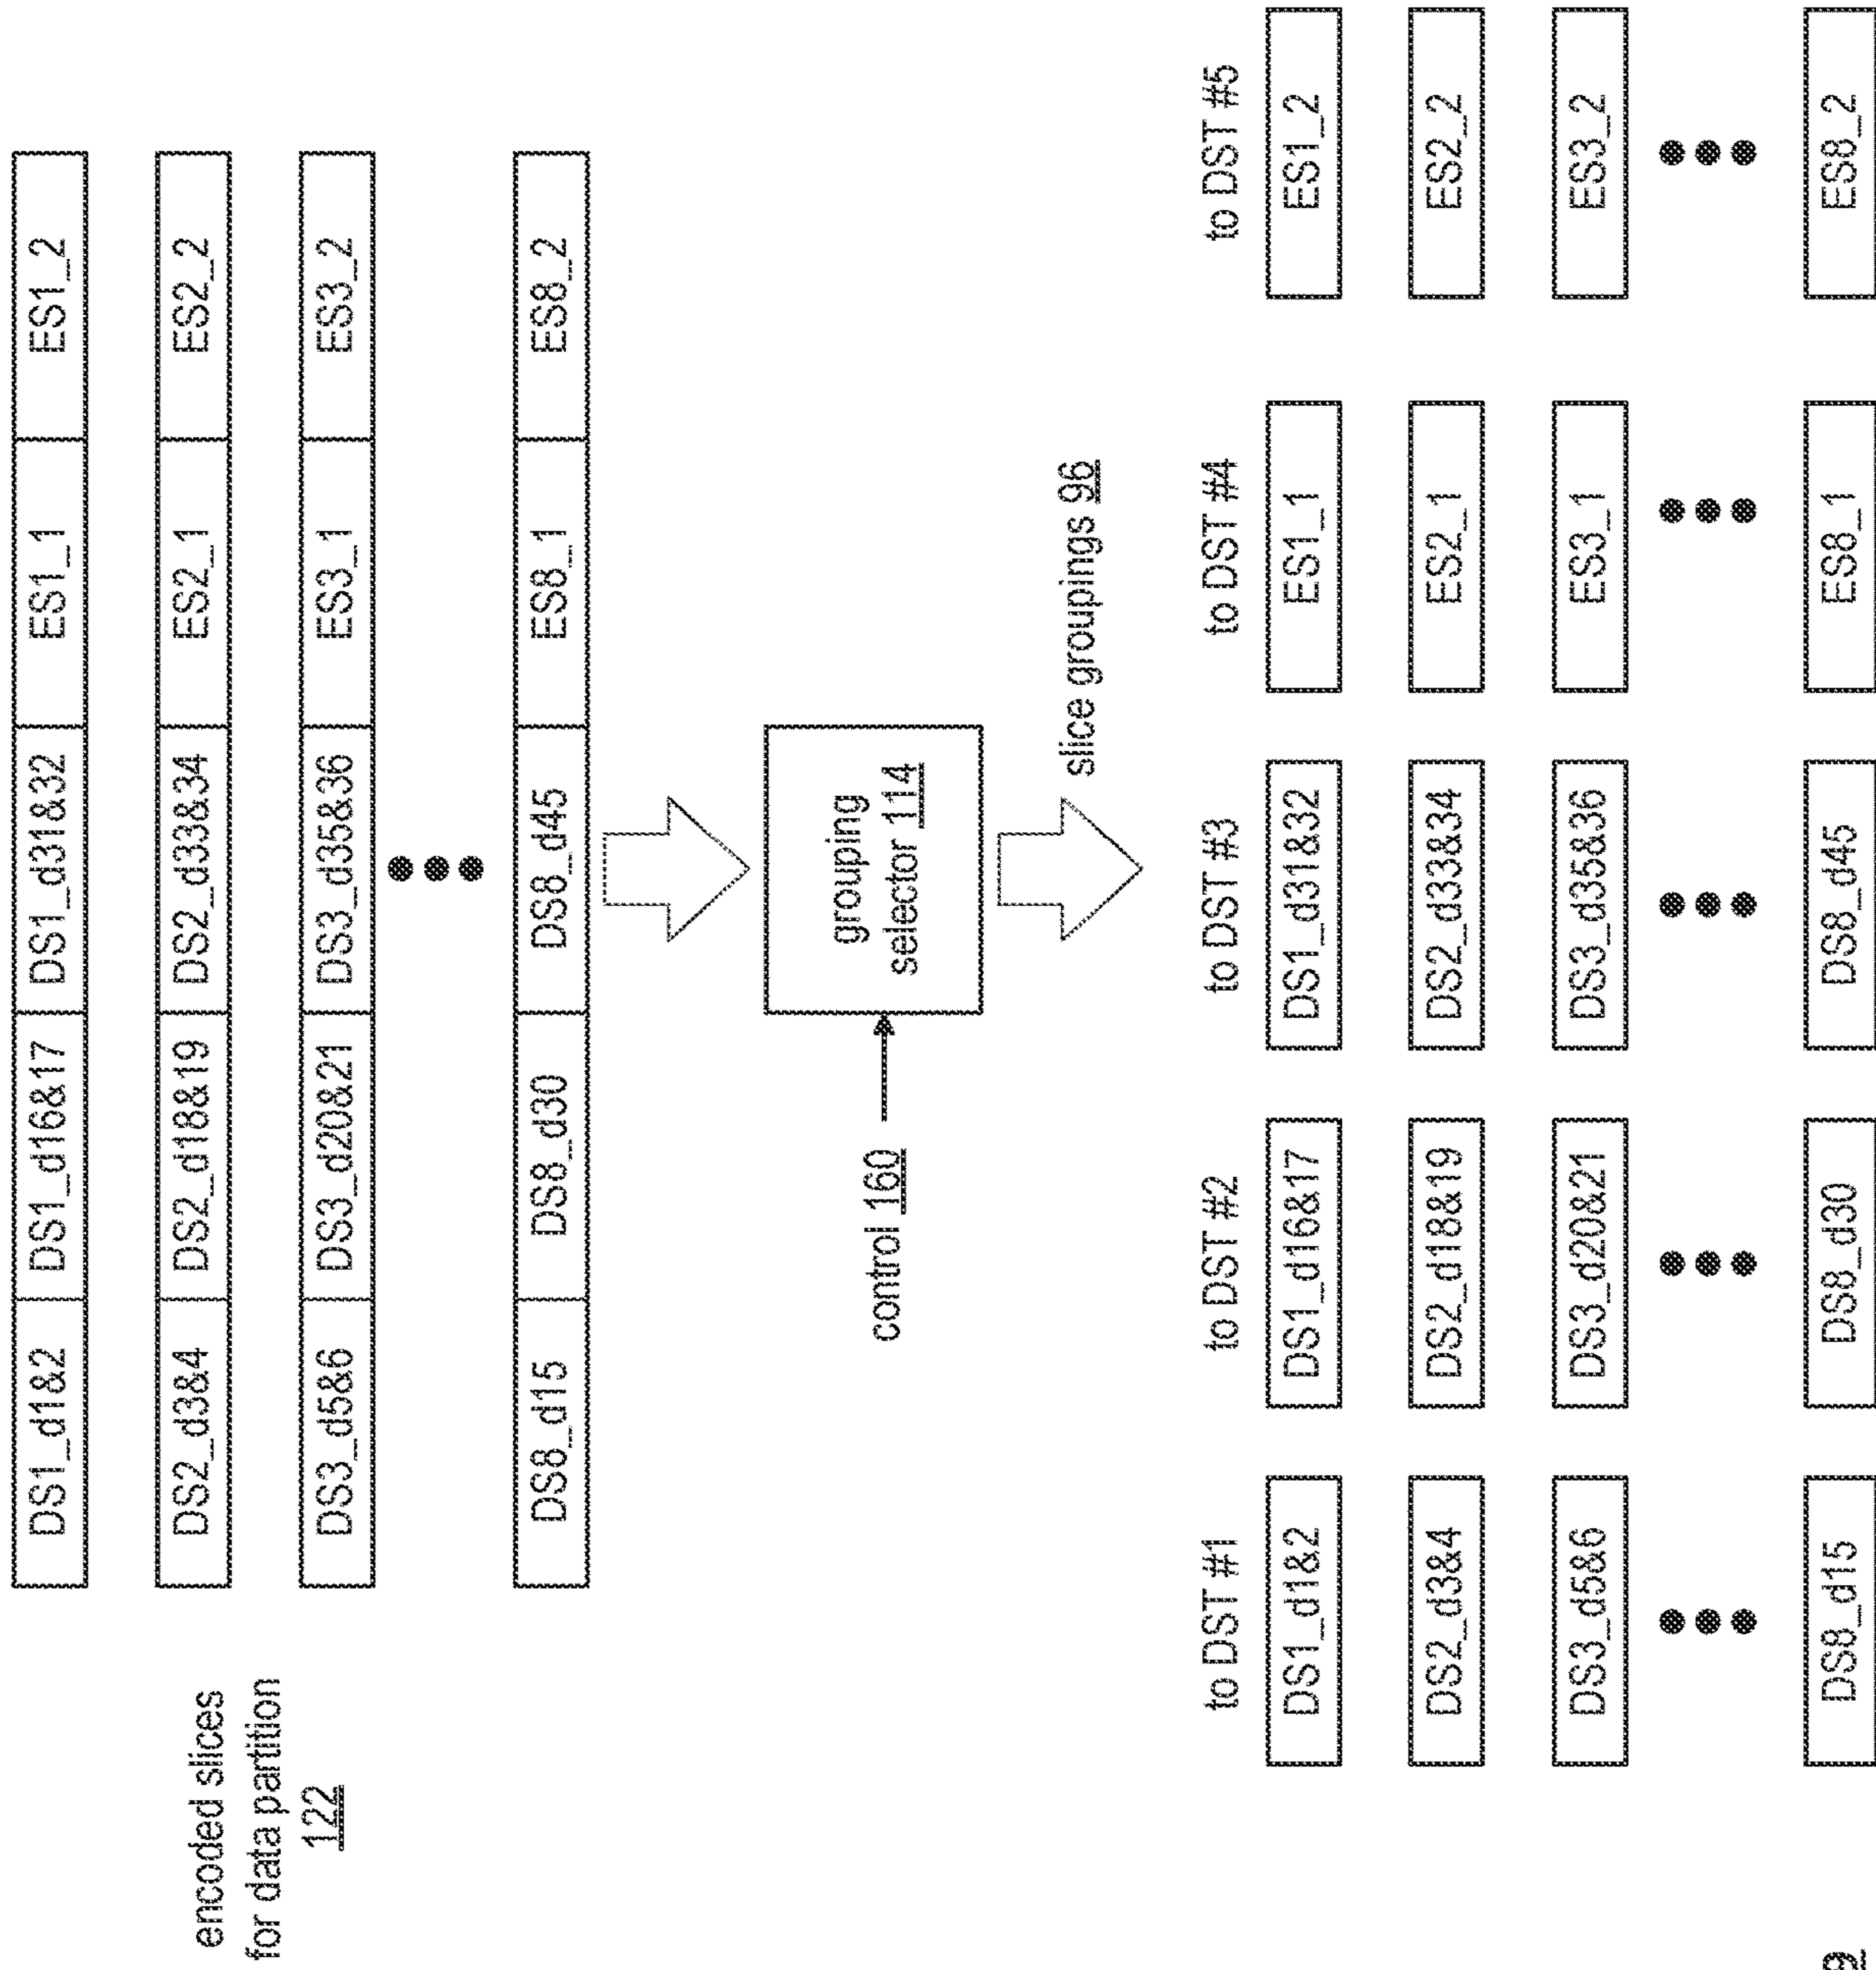 DS1_d1&2 DS1_d16&17 DS1_d31&32 ES1_1 ES1_2
encoded slices
for data partition
122
DS2_d3&4 DS2_d18&19 DS2_d33&34 ES2_1 ES2_2
DS3_d5&6 DS3_d20&21 DS3_d35&36 ES3_1 ES3_2
DS8_d15 DS8_d30 DS8_d45 ES8_1 ES8_2
control 160
grouping
selector 114
slice groupings 96
to DST #1 to DST #2 to DST #3 to DST #4 to DST #5
DS1_d1&2 DS1_d16&17 DS1_d31&32 ES1_1 ES1_2
DS2_d3&4 DS2_d18&19 DS2_d33&34 ES2_1 ES2_2
DS3_d5&6 DS3_d20&21 DS3_d35&36 ES3_1 ES3_2
DS8_d15 DS8_d30 DS8_d45 ES8_1 ES8_2